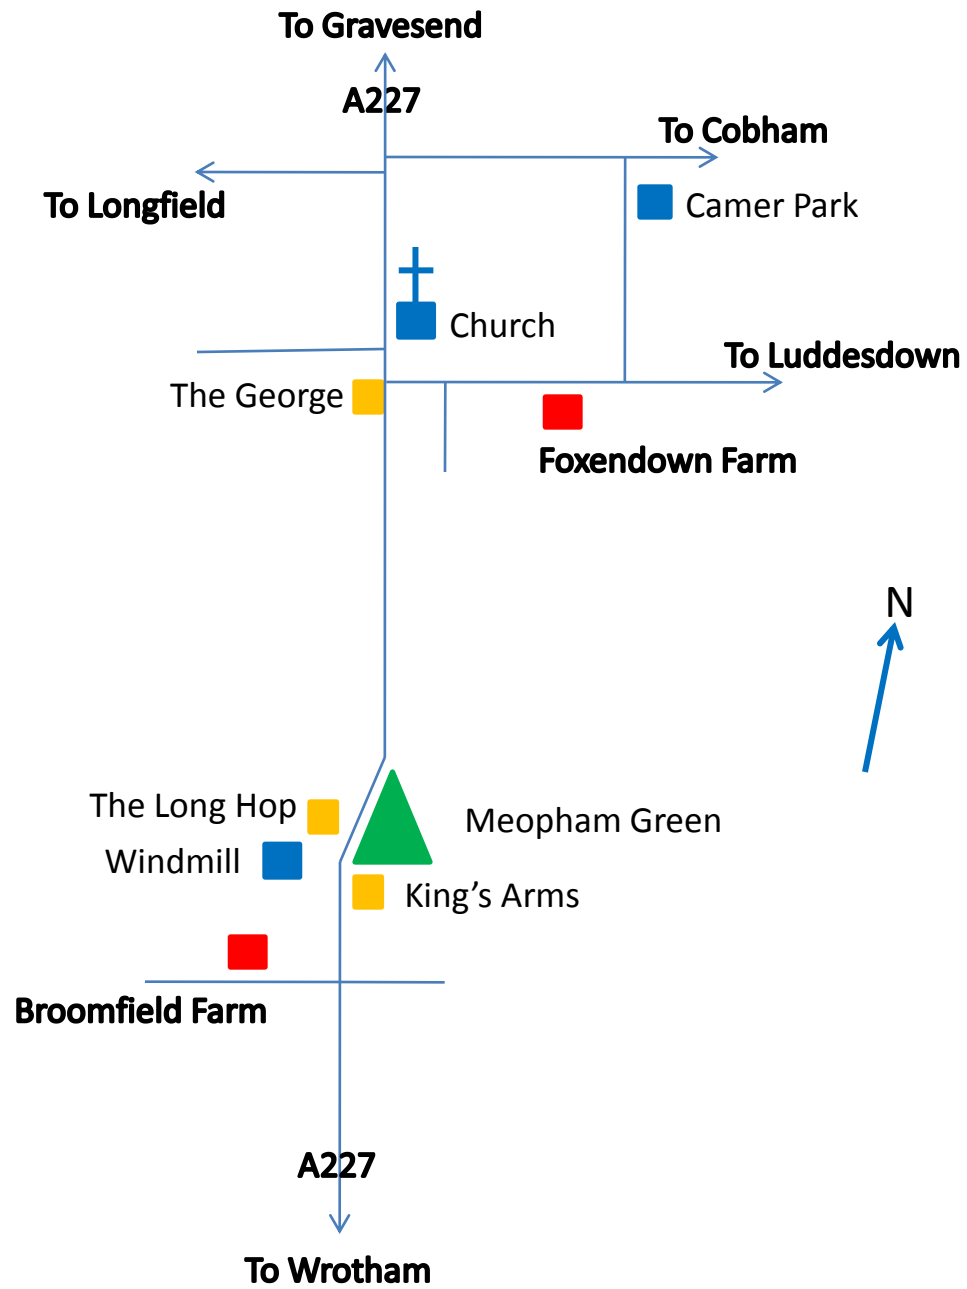 To Gravesend
A227
To Cobham
To Longfield
Camer Park
Church
To Luddesdown
The George
Foxendown Farm
N
The Long Hop
Meopham Green
Windmill
King’s Arms
Broomfield Farm
A227
To Wrotham